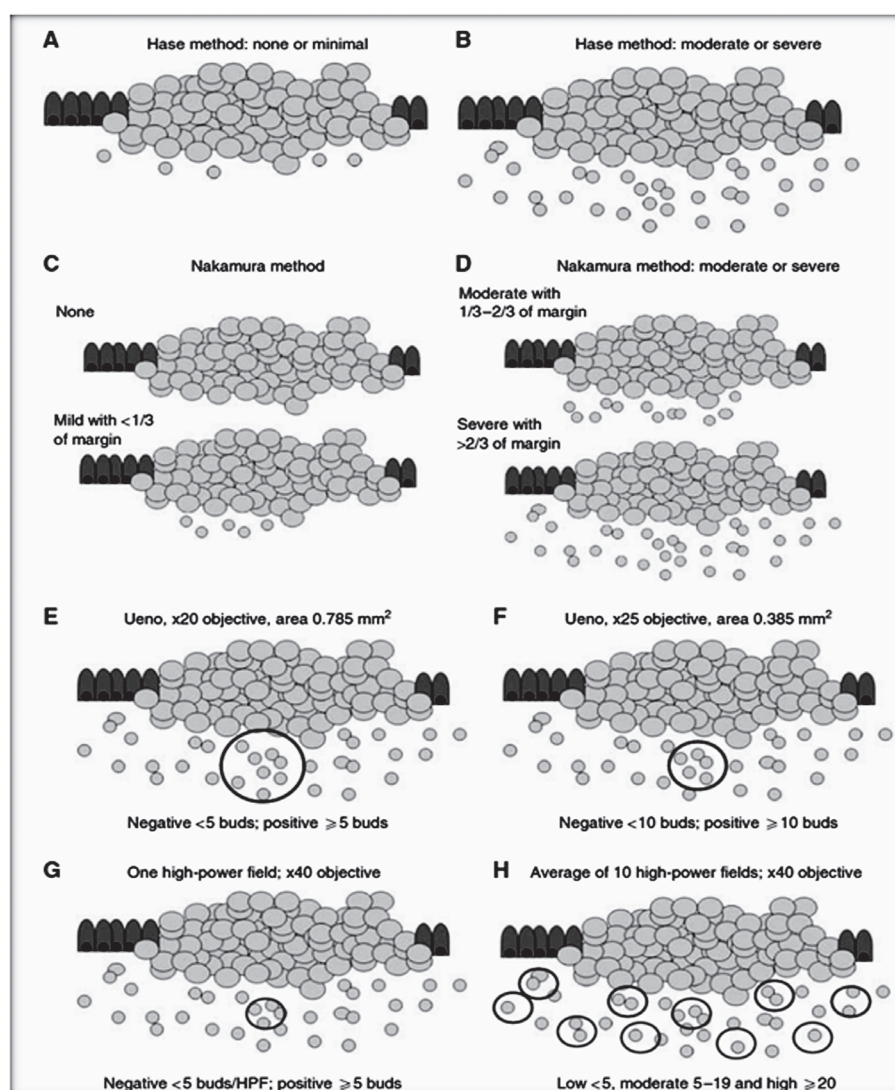 A
Hase method: none or minimal
B
Hase method: moderate or severe
C
Nakamura method
None
Mild with <1/3
of margin
D
Nakamura method: moderate or severe
Moderate with
1/3–2/3 of margin
Severe with
>2/3 of margin
E
Ueno, x20 objective, area 0.785 mm²
Negative <5 buds; positive ⩾5 buds
F
Ueno, x25 objective, area 0.385 mm²
Negative <10 buds; positive ⩾10 buds
G
One high-power field; x40 objective
Negative <5 buds/HPF; positive ⩾5 buds
H
Average of 10 high-power fields; x40 objective
Low <5, moderate 5–19 and high ⩾20